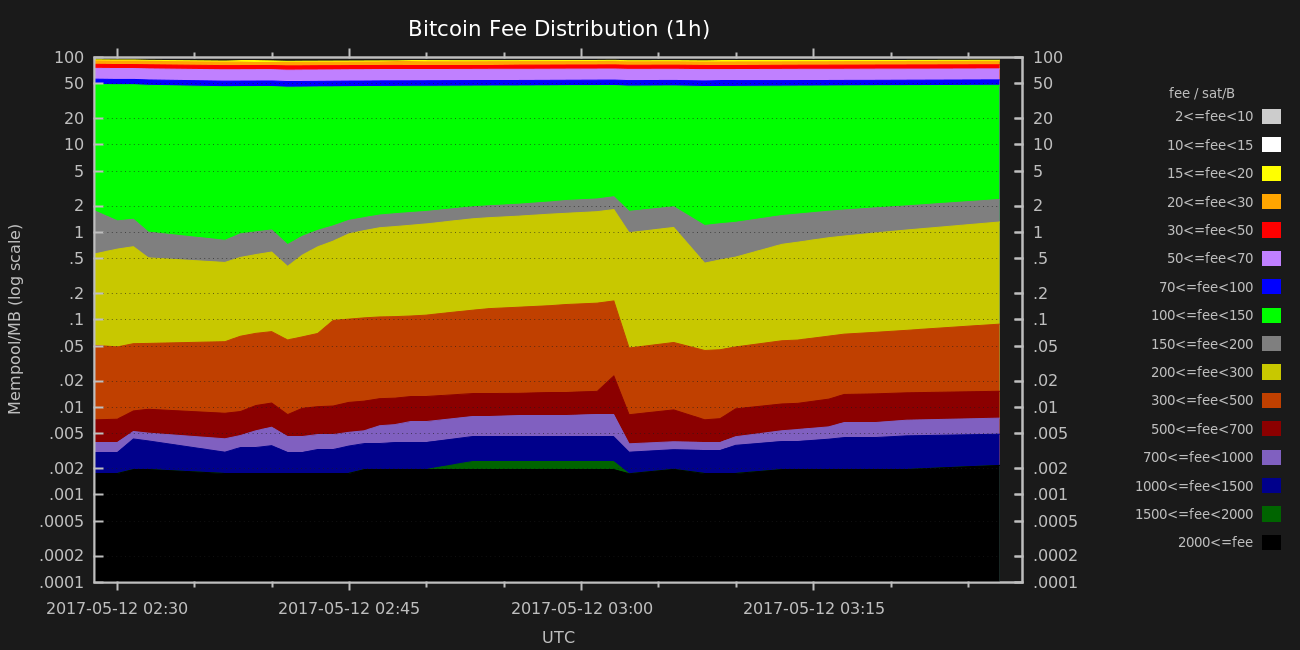 Bitcoin Fee Distribution (1h)
Mempool/MB (log scale)
100
50
20
10
5
2
1
.5
.2
.1
.05
.02
.01
.005
.002
.001
.0005
.0002
.0001
100
50
20
10
5
2
1
.5
.2
.1
.05
.02
.01
.005
.002
.001
.0005
.0002
.0001
2017-05-12 02:30
2017-05-12 02:45
2017-05-12 03:00
2017-05-12 03:15
UTC
fee / sat/B
2<=fee<10
10<=fee<15
15<=fee<20
20<=fee<30
30<=fee<50
50<=fee<70
70<=fee<100
100<=fee<150
150<=fee<200
200<=fee<300
300<=fee<500
500<=fee<700
700<=fee<1000
1000<=fee<1500
1500<=fee<2000
2000<=fee